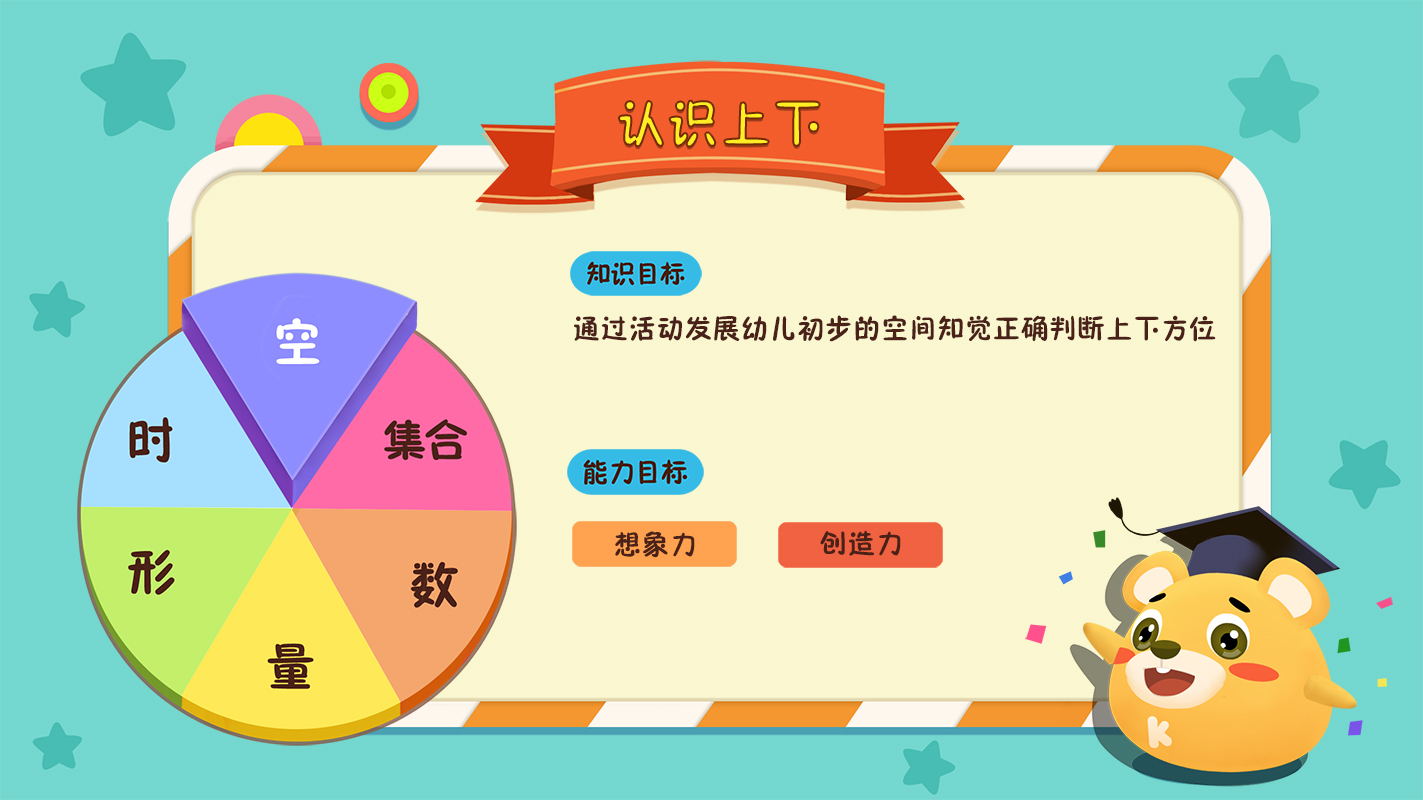 认识上下
知识目标
通过活动发展幼儿初步的空间知觉正确判断上下方位
能力目标
想象力
创造力
空
时
集合
形
数
量
K